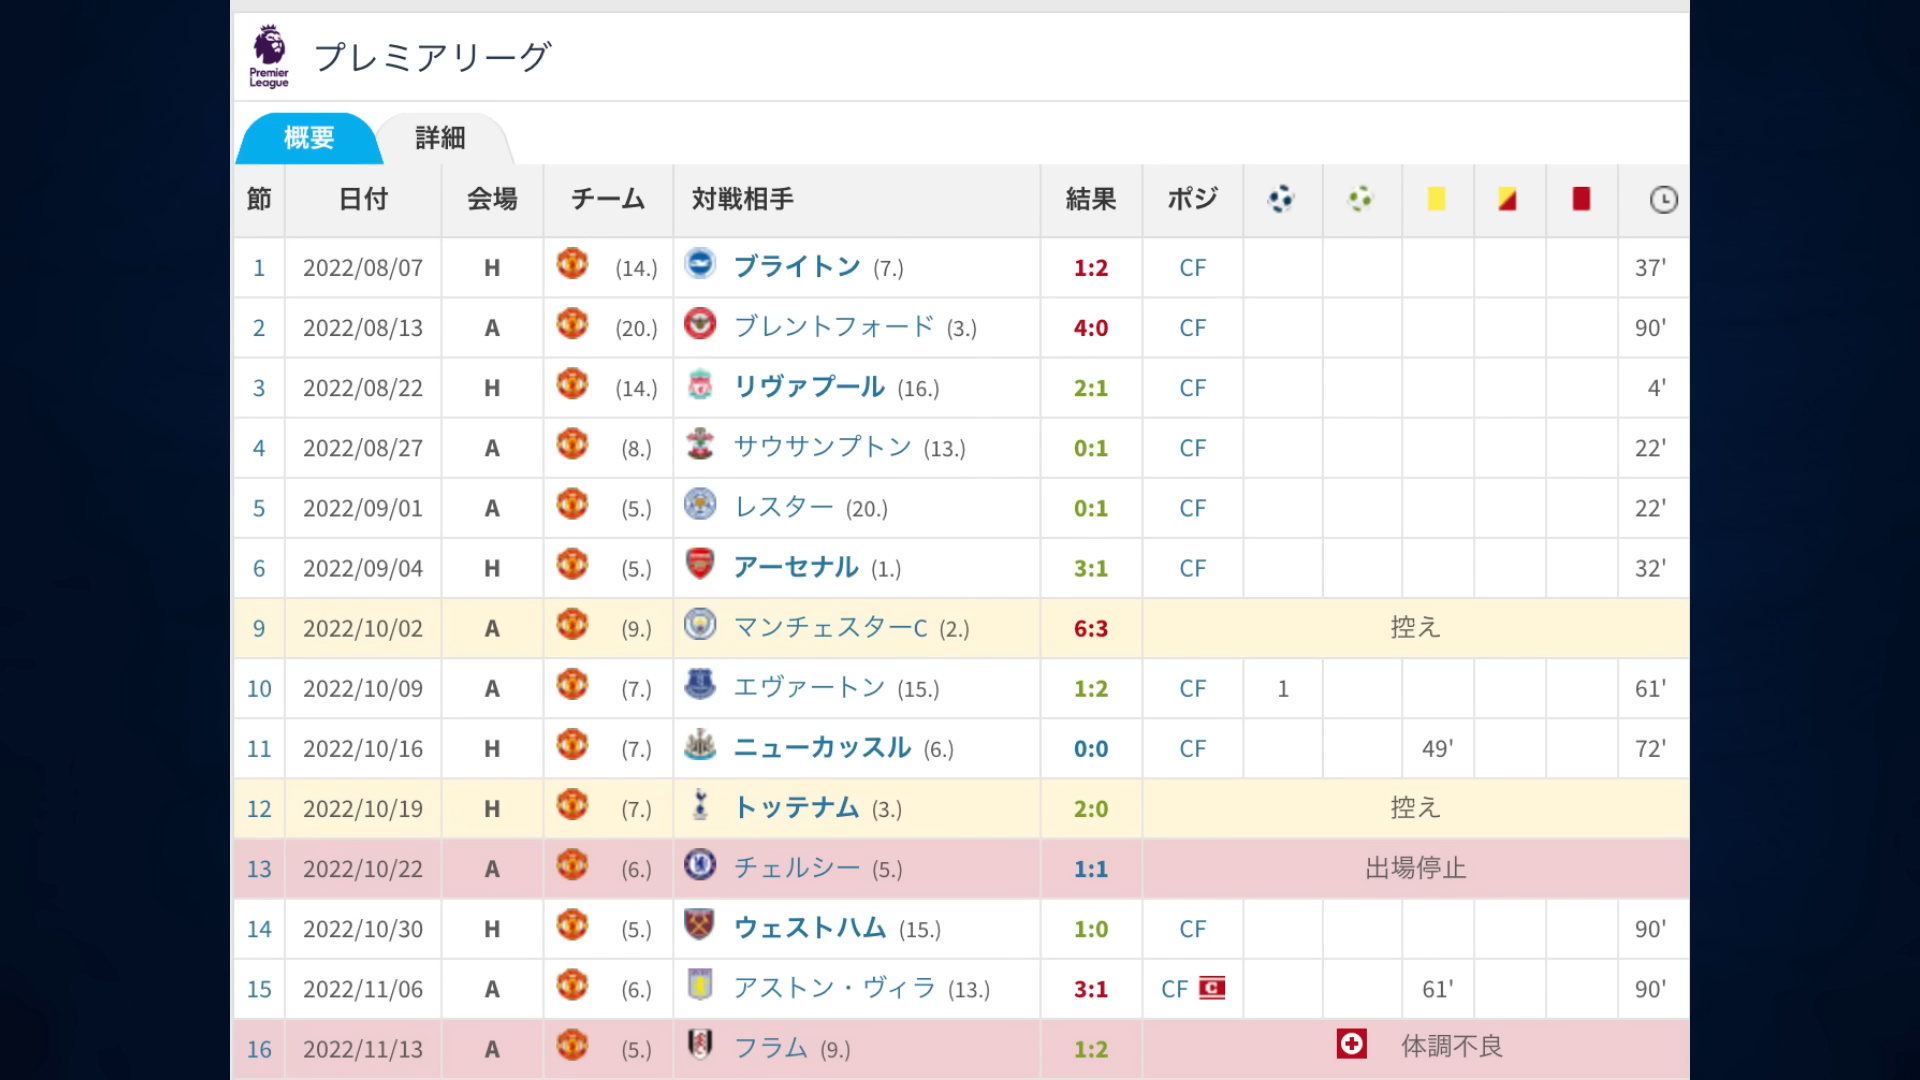 Premier
League
プレミアリーグ
概要 詳細
節 日付 会場 チーム 対戦相手 結果 ポジ
1 2022/08/07 H (14.) ブライトン (7.) 1:2 CF 37'
2 2022/08/13 A (20.) ブレントフォード (3.) 4:0 CF 90'
3 2022/08/22 H (14.) リヴァプール (16.) 2:1 CF 4'
4 2022/08/27 A (8.) サウサンプトン (13.) 0:1 CF 22'
5 2022/09/01 A (5.) レスター (20.) 0:1 CF 22'
6 2022/09/04 H (5.) アーセナル (1.) 3:1 CF 32'
9 2022/10/02 A (9.) マンチェスターC (2.) 6:3 控え
10 2022/10/09 A (7.) エヴァートン (15.) 1:2 CF 1 61'
11 2022/10/16 H (7.) ニューカッスル (6.) 0:0 CF 49' 72'
12 2022/10/19 H (7.) トッテナム (3.) 2:0 控え
13 2022/10/22 A (6.) チェルシー (5.) 1:1 出場停止
14 2022/10/30 H (5.) ウェストハム (15.) 1:0 CF 90'
15 2022/11/06 A (6.) アストン・ヴィラ (13.) 3:1 CF C 61' 90'
16 2022/11/13 A (5.) フラム (9.) 1:2 体調不良